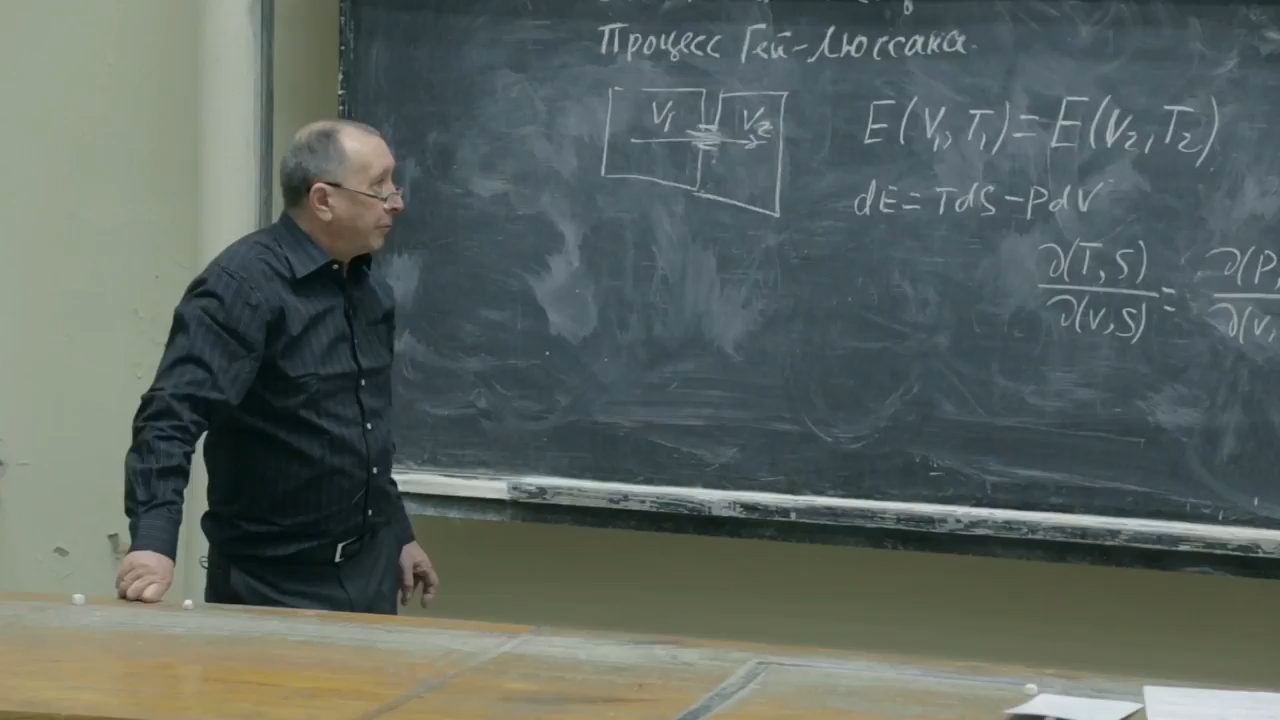 Процесс Гей-Люссака.
V₁ V₂
E(V₁,T₁)=E(V₂,T₂)
dE=TdS-PdV
∂(T,S)/∂(V,S) = ∂(P,/∂(V,